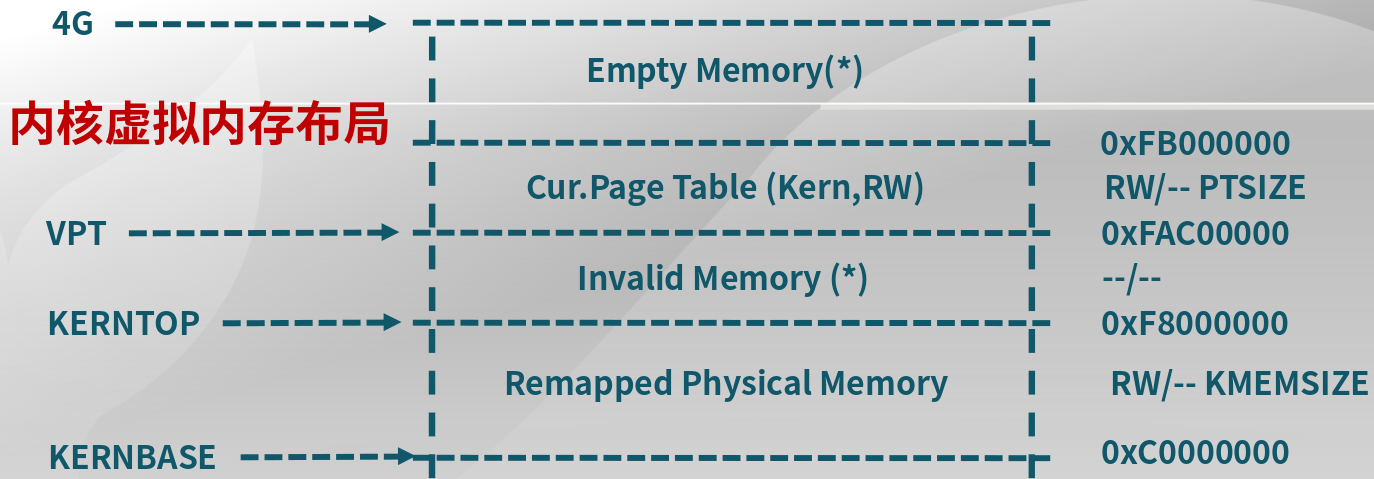 4G
Empty Memory(*)
内核虚拟内存布局
0xFB000000
Cur.Page Table (Kern,RW)
RW/-- PTSIZE
VPT
0xFAC00000
Invalid Memory (*)
--/--
KERNTOP
0xF8000000
Remapped Physical Memory
RW/-- KMEMSIZE
KERNBASE
0xC0000000